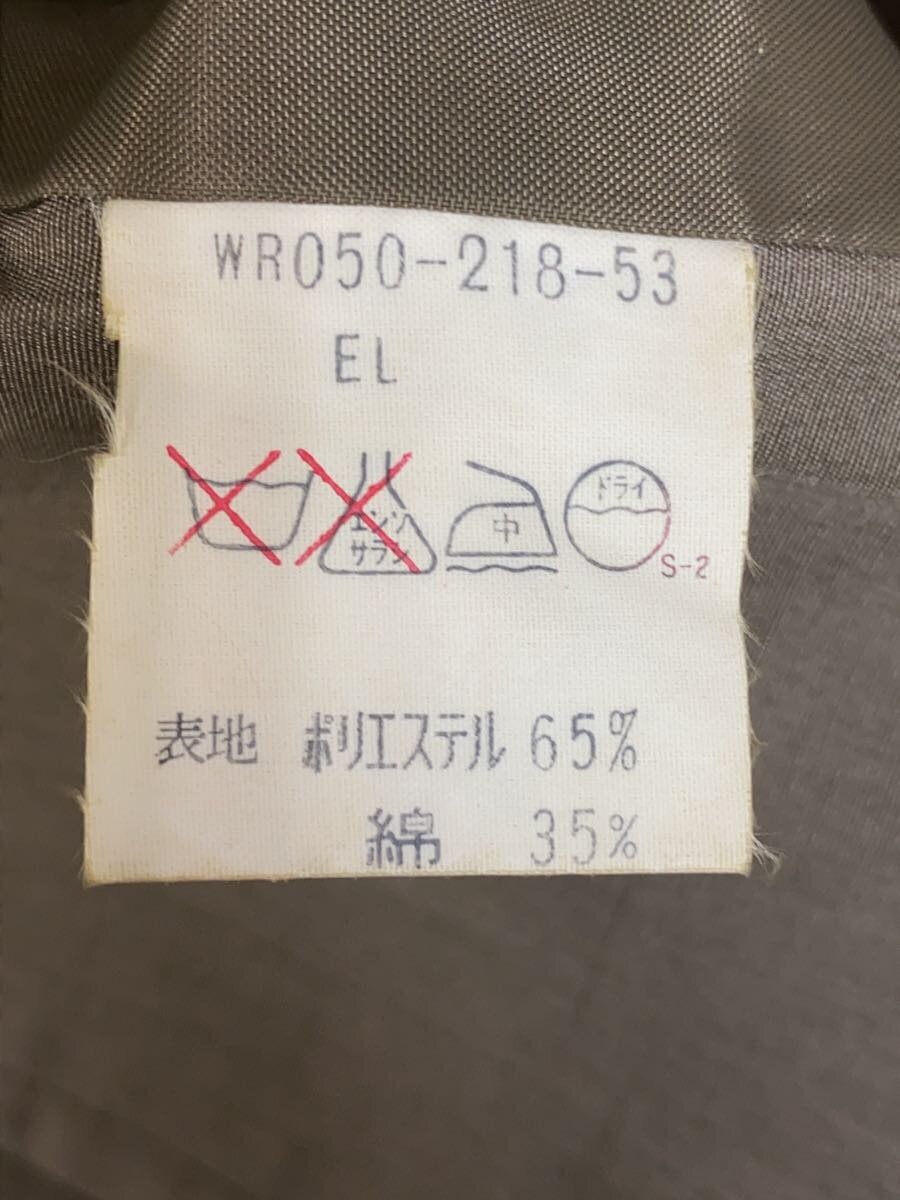 WR050-218-53
EL
エンソ
サラシ
中
ドライ
S-2
表地 ポリエステル 65%
綿 35%